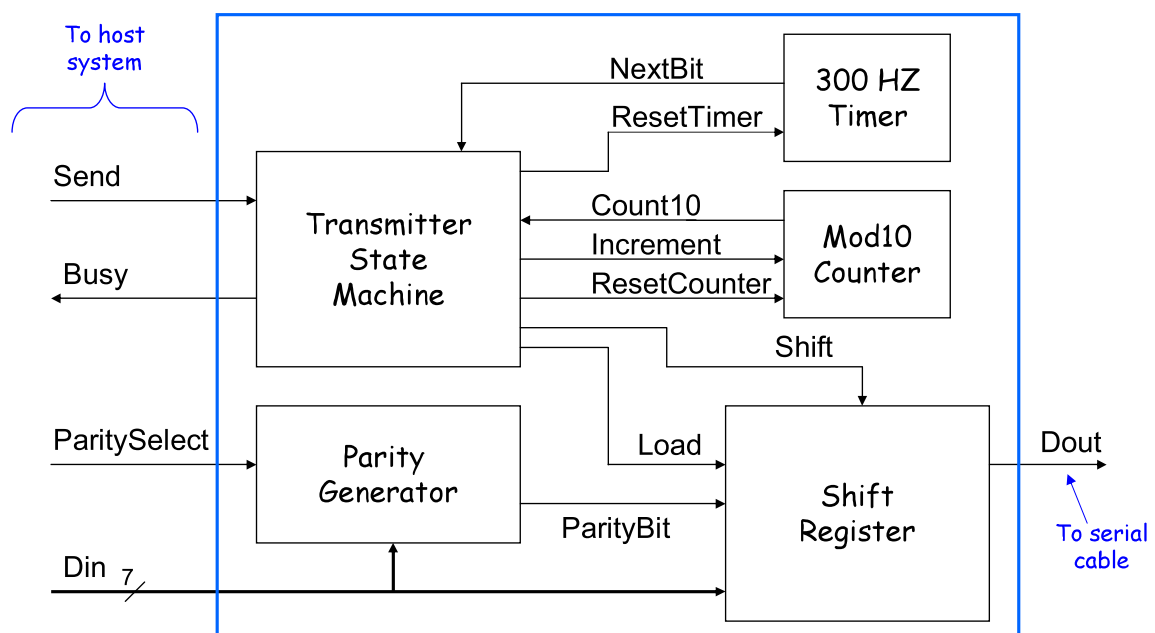 To host
system
NextBit
300 HZ
Timer
ResetTimer
Send
Transmitter
State
Machine
Count10
Increment
ResetCounter
Mod10
Counter
Busy
Shift
ParitySelect
Parity
Generator
Load
ParityBit
Shift
Register
Dout
To serial
cable
Din
7